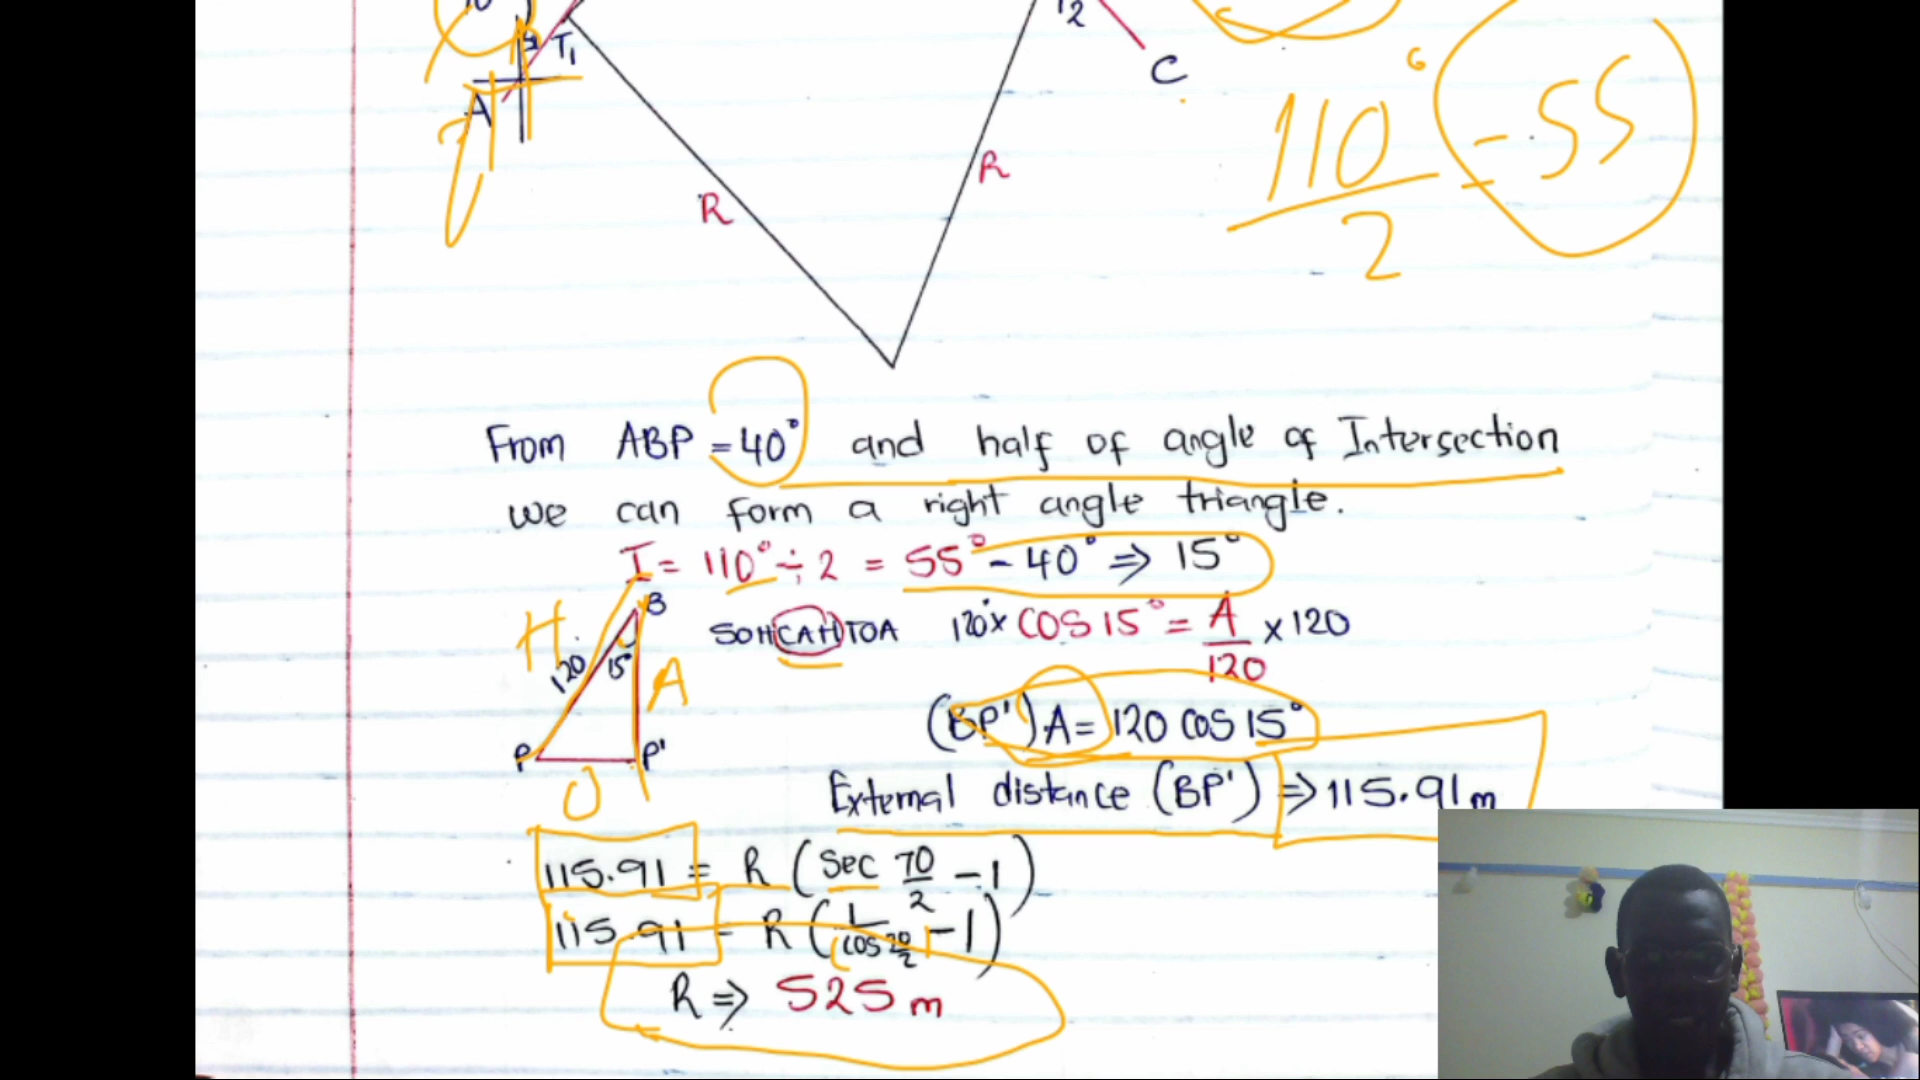 T1
T2
A
C
R
R
110/2 = 55
From ABP = 40° and half of angle of Intersection
we can form a right angle triangle.
I = 110° ÷ 2 = 55° - 40° ⇒ 15°
B
H
120
15°
A
P
P'
O
SOHCAHTOA 120 x COS 15° = A/120 x 120
(BP') A = 120 COS 15°
External distance (BP') ⇒ 115.91m
115.91 = R (Sec 70/2 - 1)
115.91 = R (1/cos 70/2 - 1)
R ⇒ 525 m